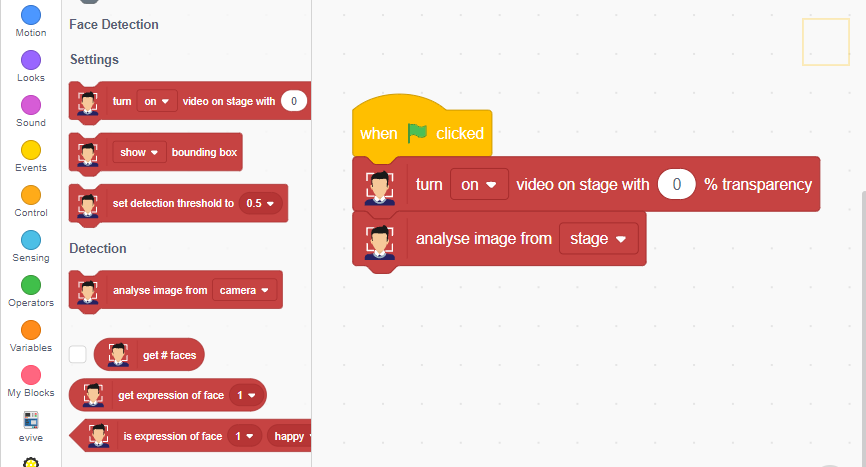 Motion
Looks
Sound
Events
Control
Sensing
Operators
Variables
My Blocks
evive
Face Detection
Settings
turn on video on stage with 0
show bounding box
set detection threshold to 0.5
Detection
analyse image from camera
get # faces
get expression of face 1
is expression of face 1 happy
when clicked
turn on video on stage with 0 % transparency
analyse image from stage